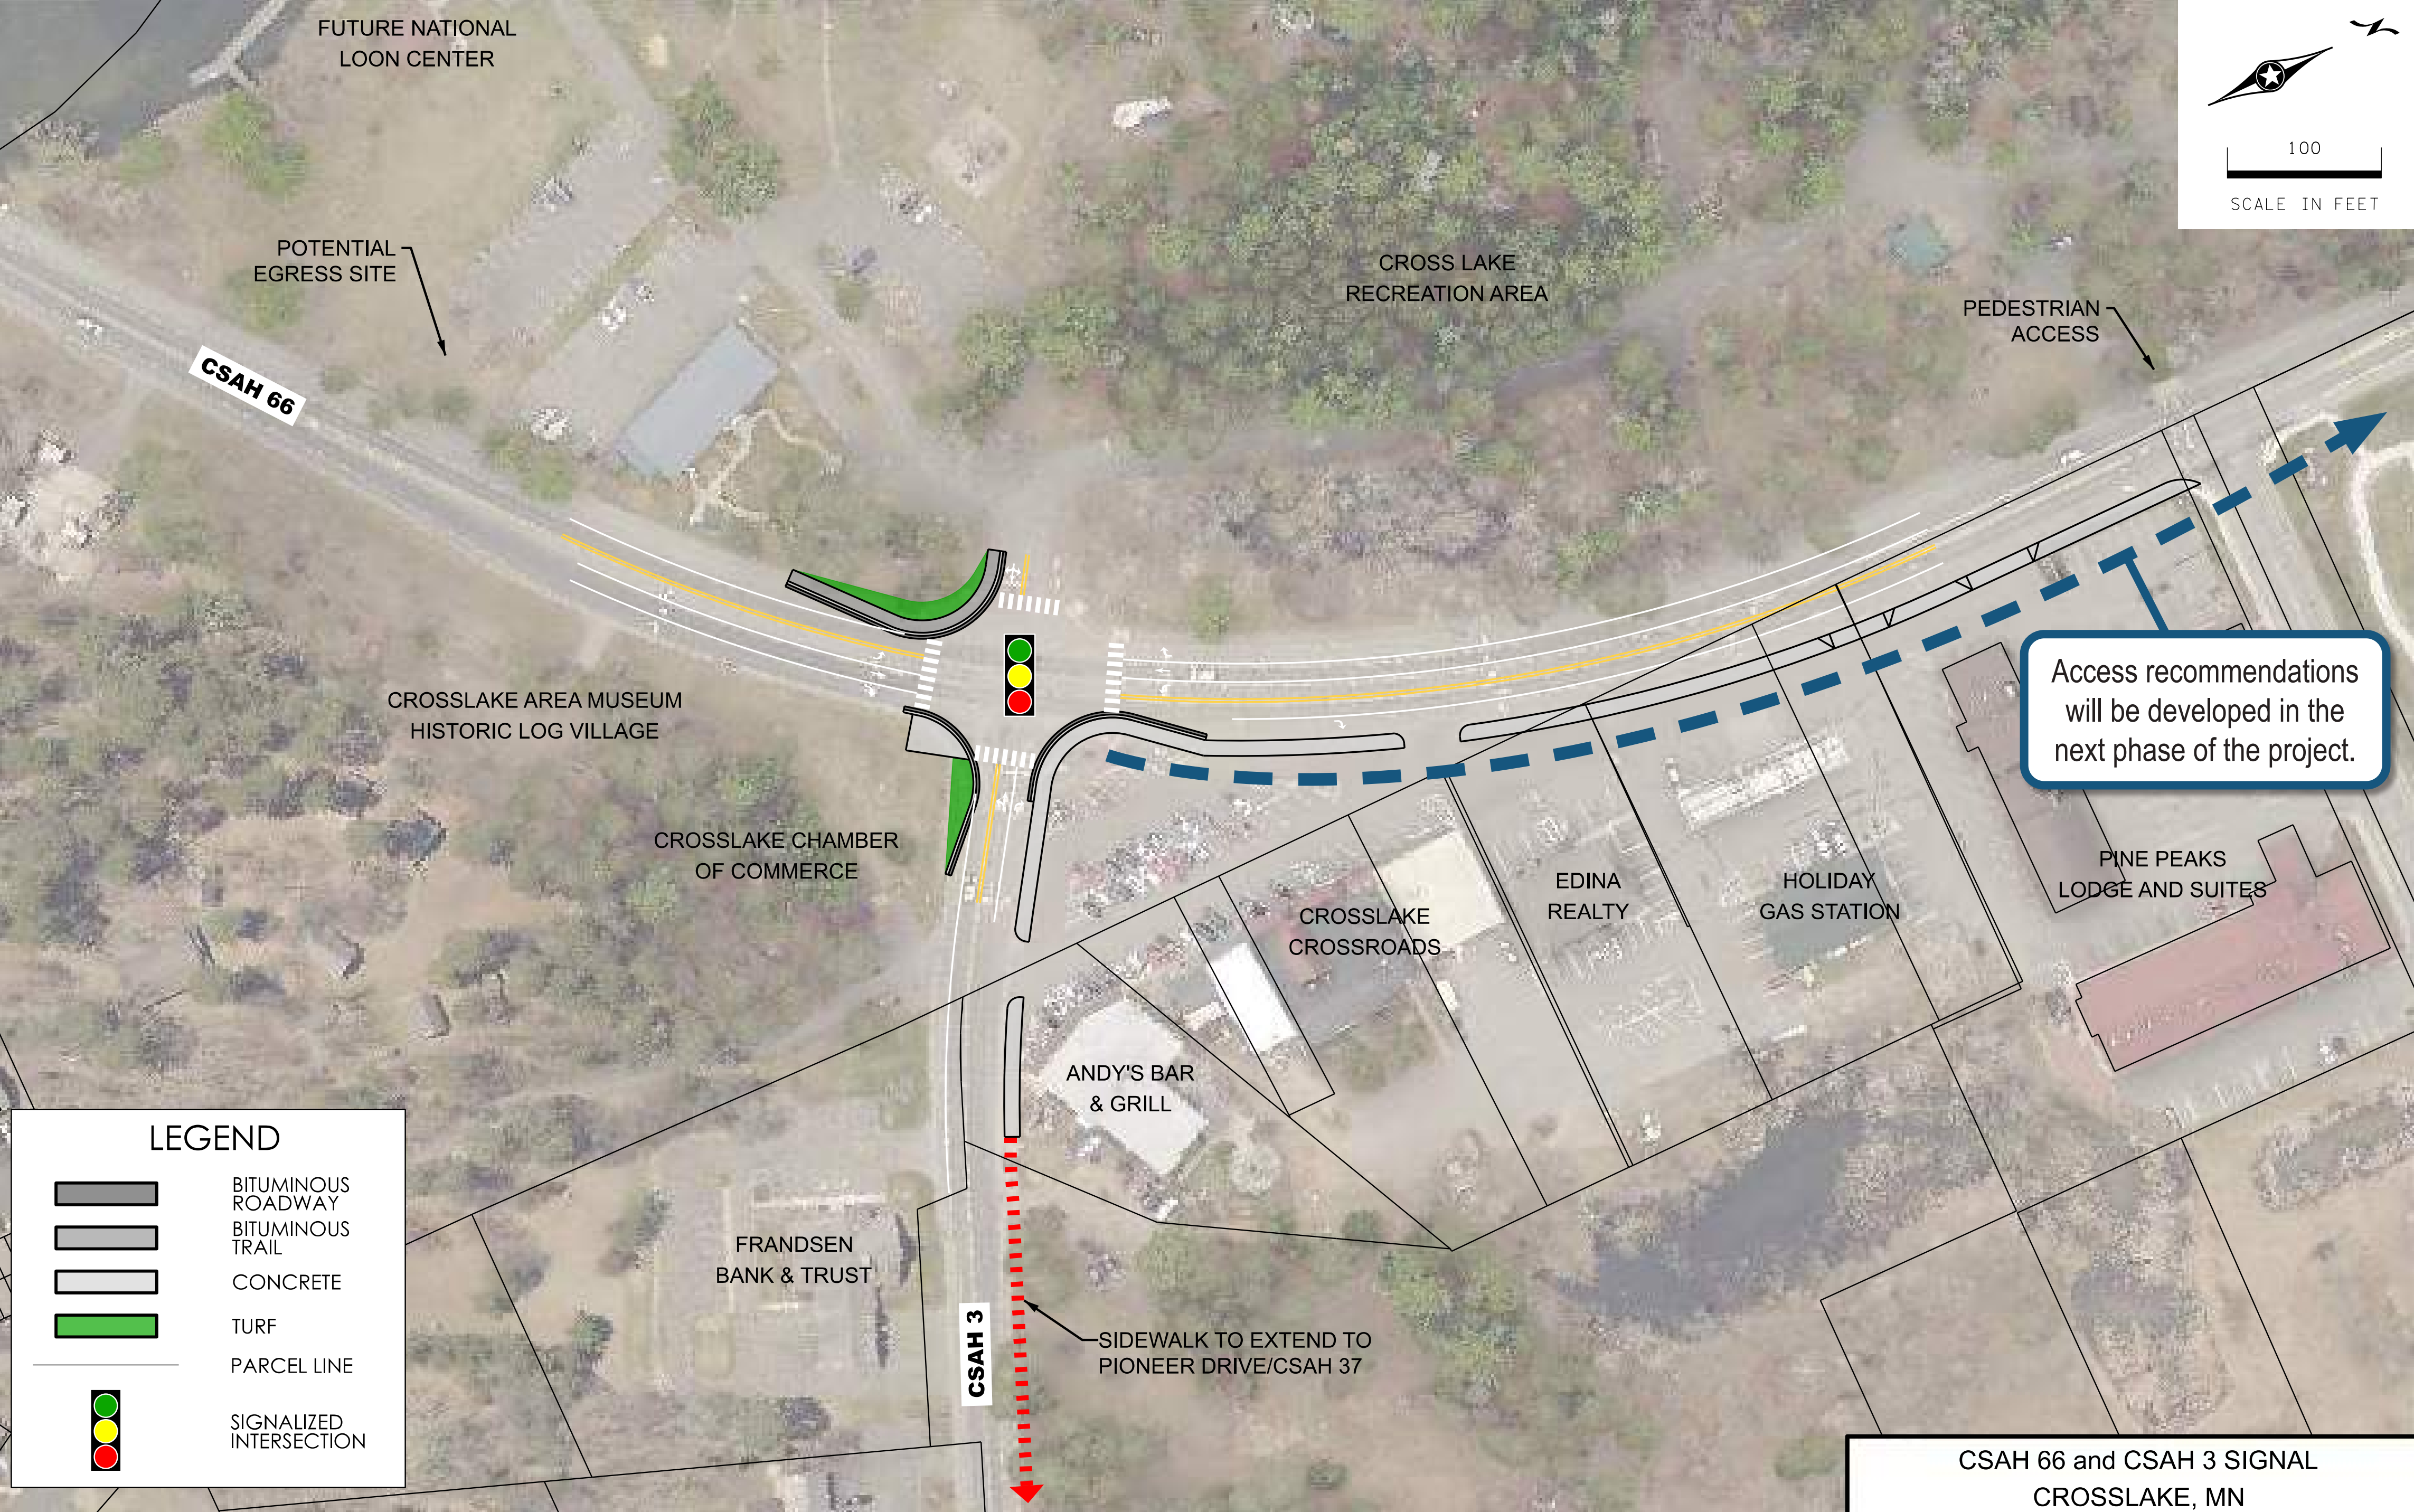 FUTURE NATIONAL
LOON CENTER
100
SCALE IN FEET
POTENTIAL
EGRESS SITE
CROSS LAKE
RECREATION AREA
PEDESTRIAN
ACCESS
CSAH 66
Access recommendations
will be developed in the
next phase of the project.
CROSSLAKE AREA MUSEUM
HISTORIC LOG VILLAGE
CROSSLAKE CHAMBER
OF COMMERCE
PINE PEAKS
LODGE AND SUITES
EDINA
REALTY
HOLIDAY
GAS STATION
CROSSLAKE
CROSSROADS
ANDY'S BAR
& GRILL
FRANDSEN
BANK & TRUST
CSAH 3
SIDEWALK TO EXTEND TO
PIONEER DRIVE/CSAH 37
LEGEND
BITUMINOUS
ROADWAY
BITUMINOUS
TRAIL
CONCRETE
TURF
PARCEL LINE
SIGNALIZED
INTERSECTION
CSAH 66 and CSAH 3 SIGNAL
CROSSLAKE, MN